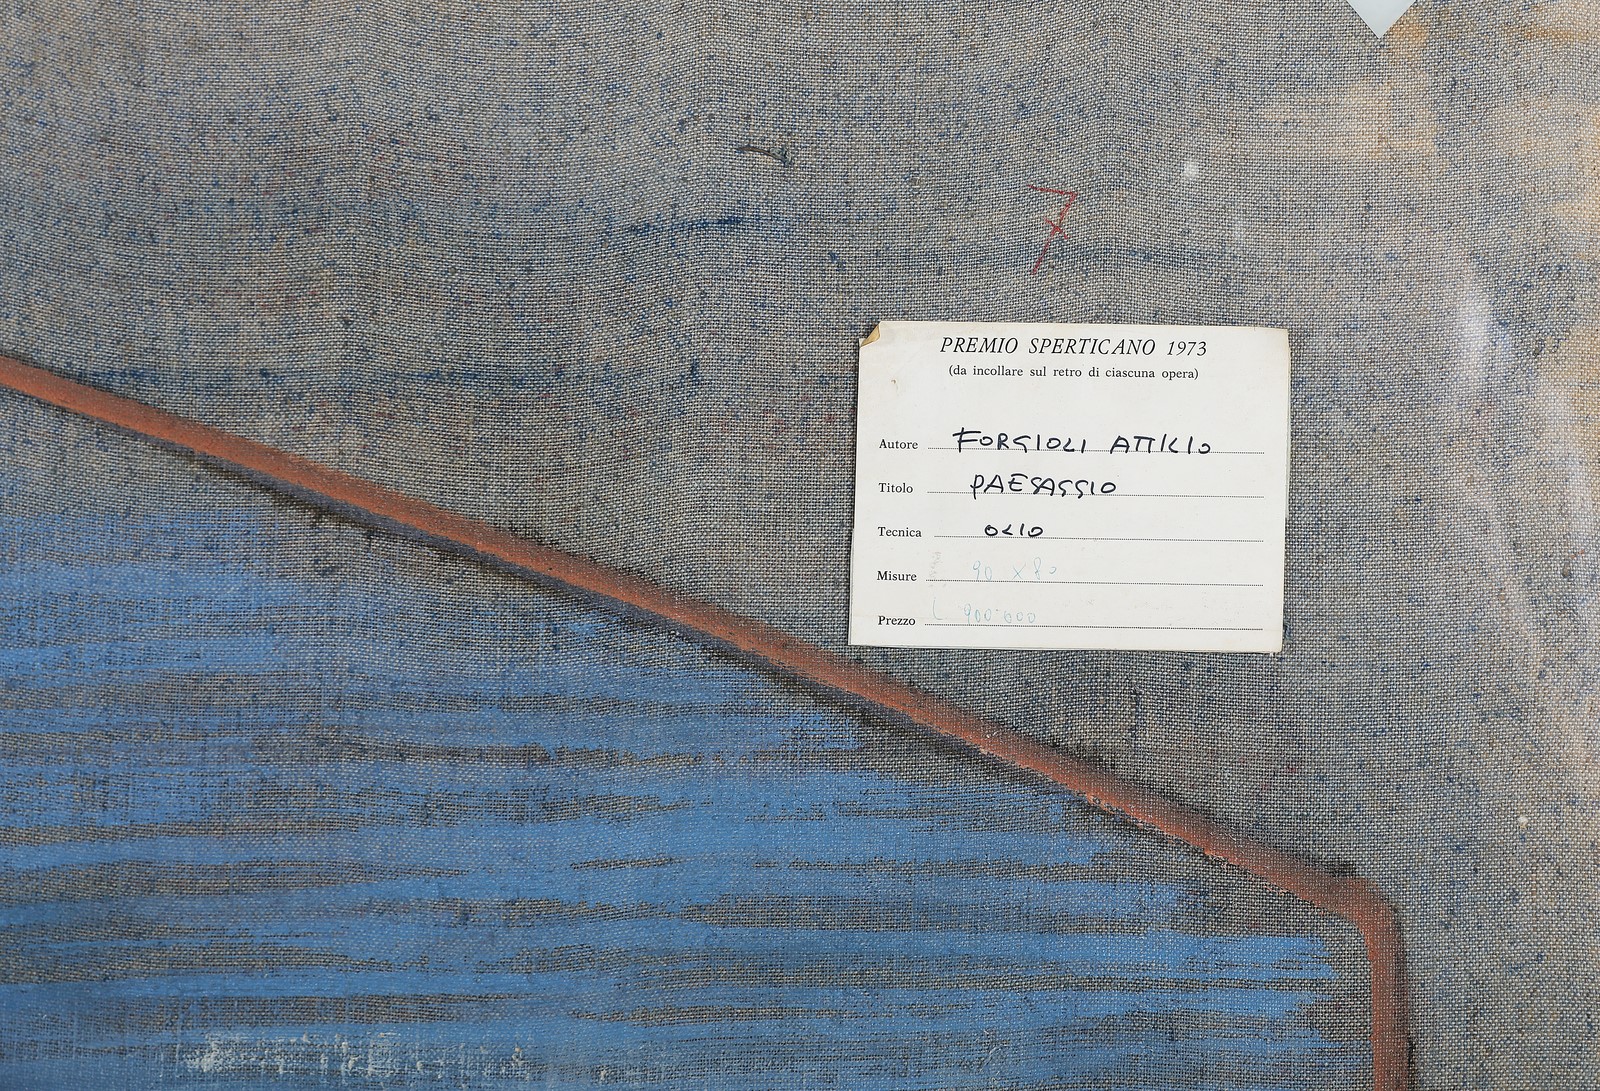 7
PREMIO SPERTICANO 1973
(da incollare sul retro di ciascuna opera)
Autore FORGIOLI ATTILIO
Titolo PAESAGGIO
Tecnica OLIO
Misure 90 x 80
Prezzo L 900.000